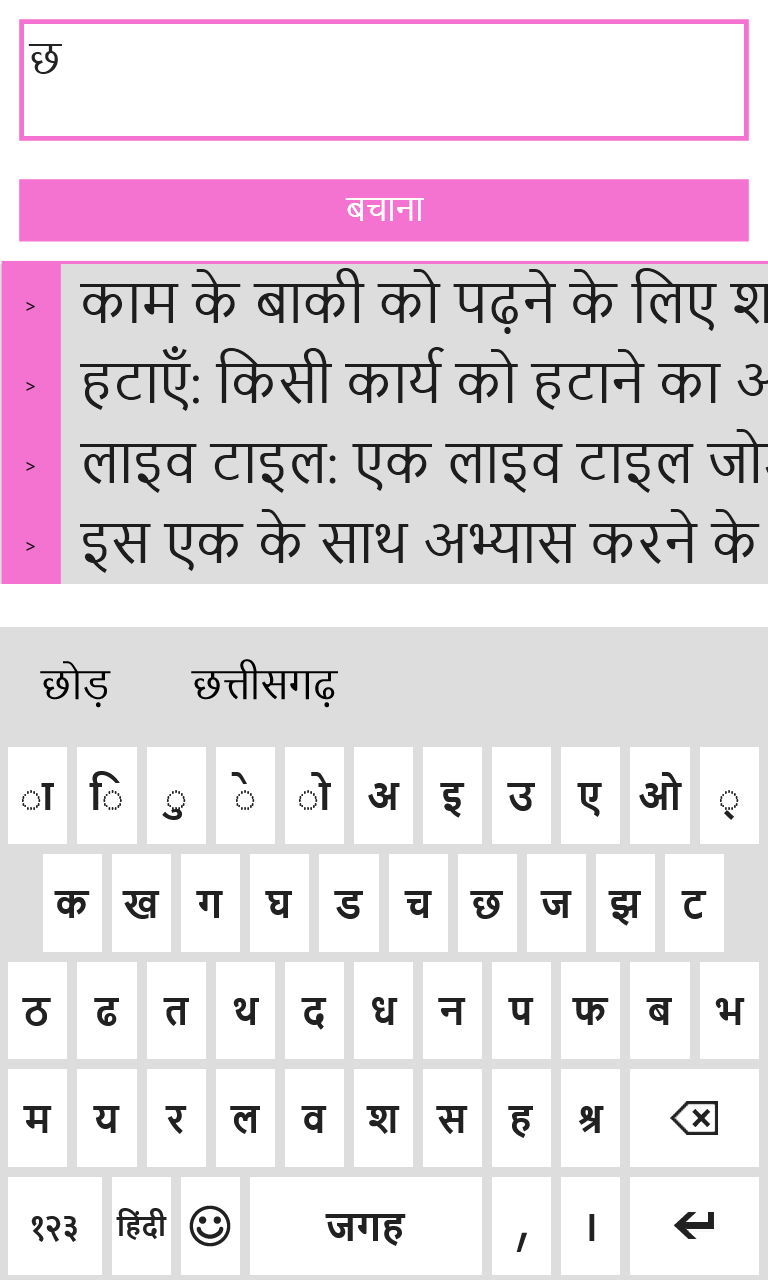 छ
बचाना
> काम के बाकी को पढ़ने के लिए
> हटाएँ: किसी कार्य को हटाने का
> लाइव टाइल: एक लाइव टाइल
> इस एक के साथ अभ्यास करने के
छोड़ छत्तीसगढ़
ा ि ु े ो अ इ उ ए ओ ्
क ख ग घ ड च छ ज झ ट
ठ ढ त थ द ध न प फ ब भ
म य र ल व श स ह श्र
१२३ हिंदी जगह , ।